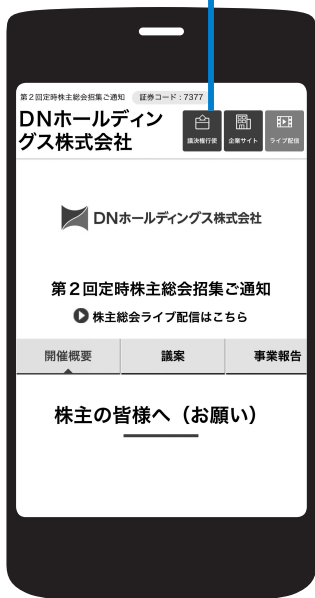 第２回定時株主総会招集ご通知 証券コード：7377
DNホールディン
グス株式会社
議決権行使 企業サイト ライブ配信
DNホールディングス株式会社
第２回定時株主総会招集ご通知
株主総会ライブ配信はこちら
開催概要 議案 事業報告
株主の皆様へ（お願い）